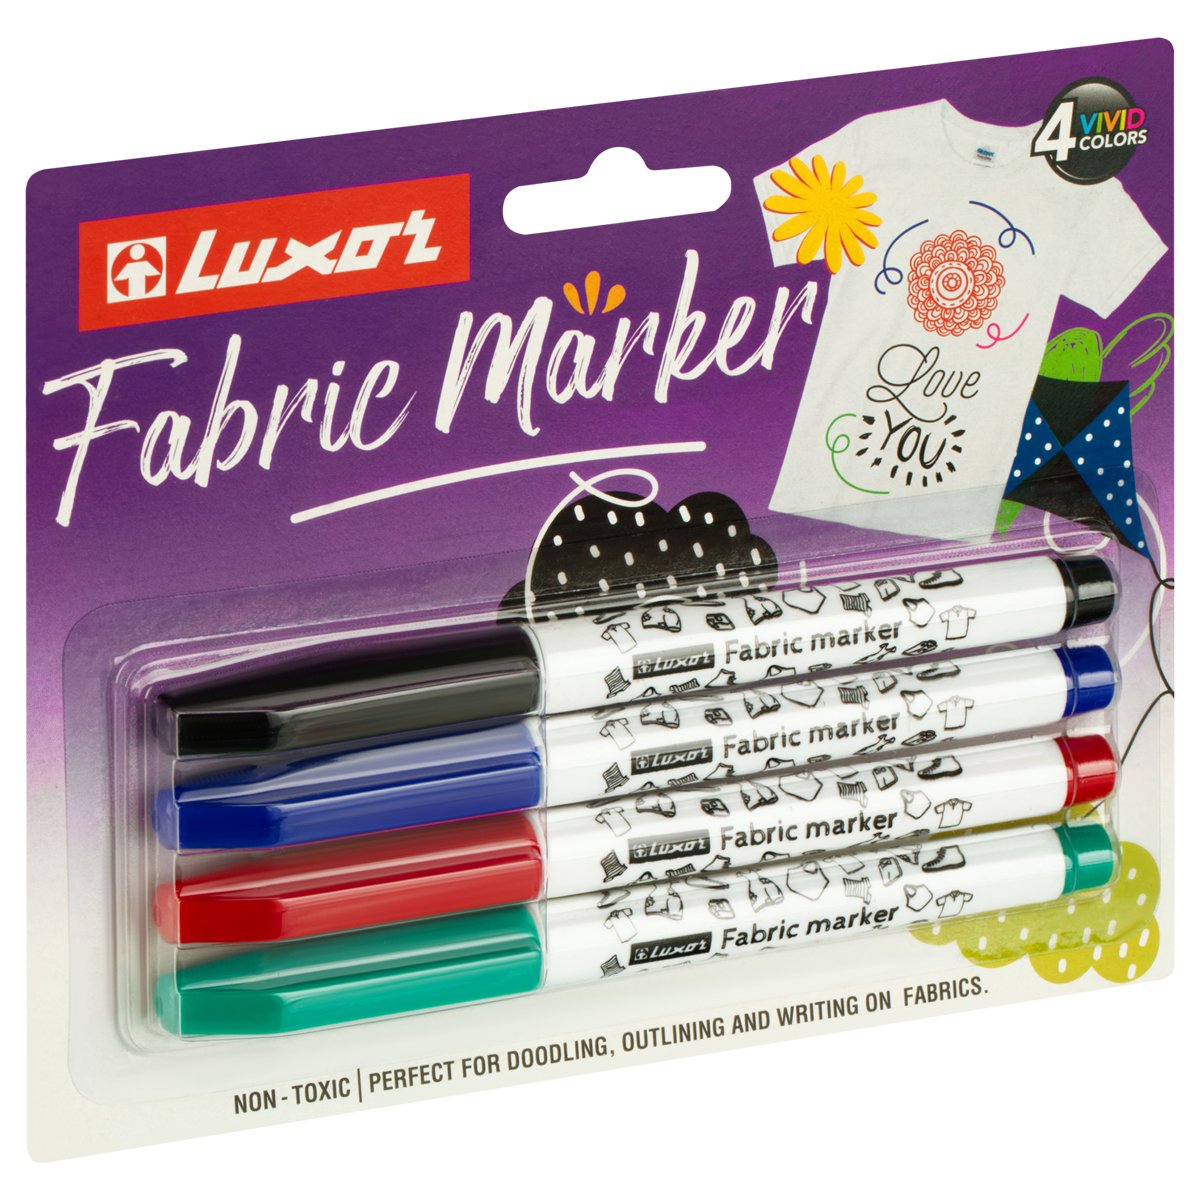 4 VIVID
COLORS
LUXOR
Fabric Marker
Love
YOU
LUXOR Fabric marker
LUXOR Fabric marker
LUXOR Fabric marker
LUXOR Fabric marker
NON-TOXIC | PERFECT FOR DOODLING, OUTLINING AND WRITING ON FABRICS.